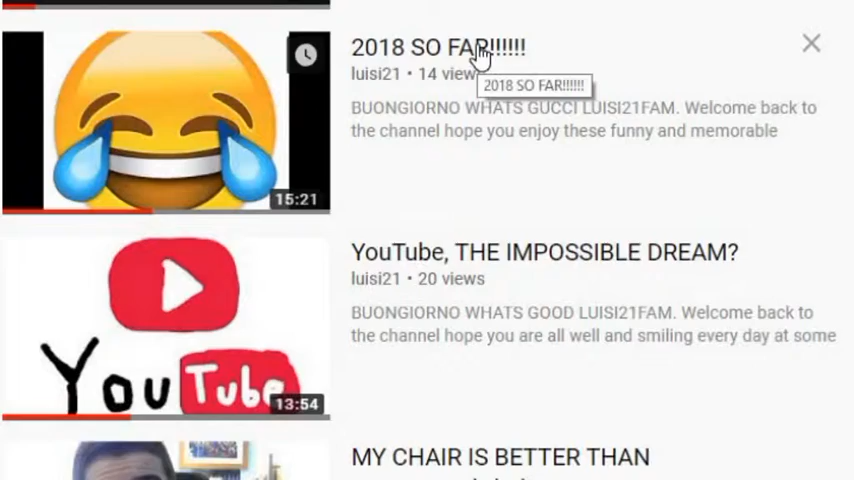 2018 SO FAR!!!!!!
luisi21 • 14 views
2018 SO FAR!!!!!!
BUONGIORNO WHATS GUCCI LUISI21FAM. Welcome back to
the channel hope you enjoy these funny and memorable
15:21
YouTube, THE IMPOSSIBLE DREAM?
luisi21 • 20 views
BUONGIORNO WHATS GOOD LUISI21FAM. Welcome back to
the channel hope you are all well and smiling every day at some
You Tube
13:54
MY CHAIR IS BETTER THAN